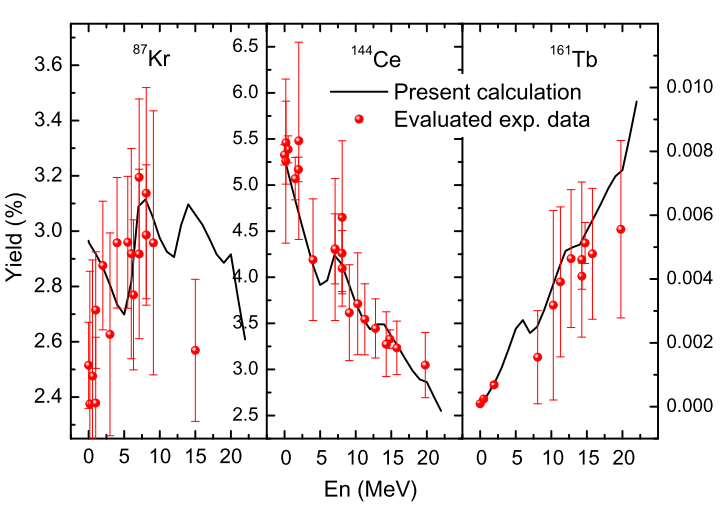 ⁸⁷Kr
¹⁴⁴Ce
¹⁶¹Tb
Present calculation
Evaluated exp. data
Yield (%)
3.6
3.4
3.2
3.0
2.8
2.6
2.4
6.5
6.0
5.5
5.0
4.5
4.0
3.5
3.0
2.5
0.010
0.008
0.006
0.004
0.002
0.000
0 5 10 15 20 0 5 10 15 20 0 5 10 15 20
En (MeV)